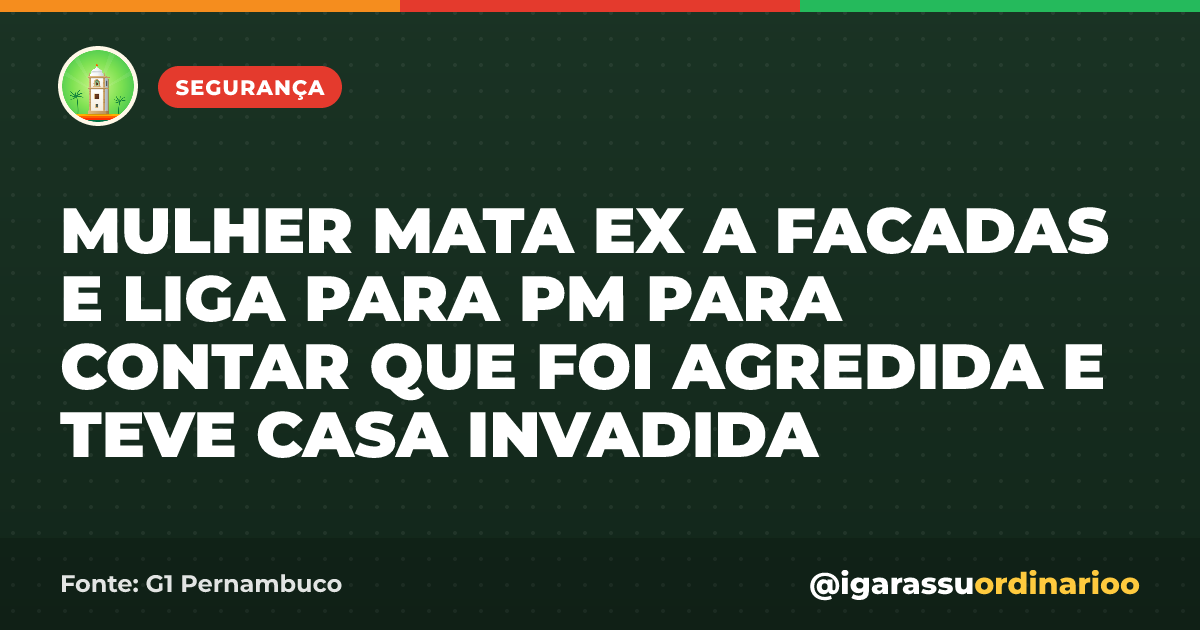 SEGURANÇA
MULHER MATA EX A FACADAS
E LIGA PARA PM PARA
CONTAR QUE FOI AGREDIDA E
TEVE CASA INVADIDA
Fonte: G1 Pernambuco
@igarassuordinarioo